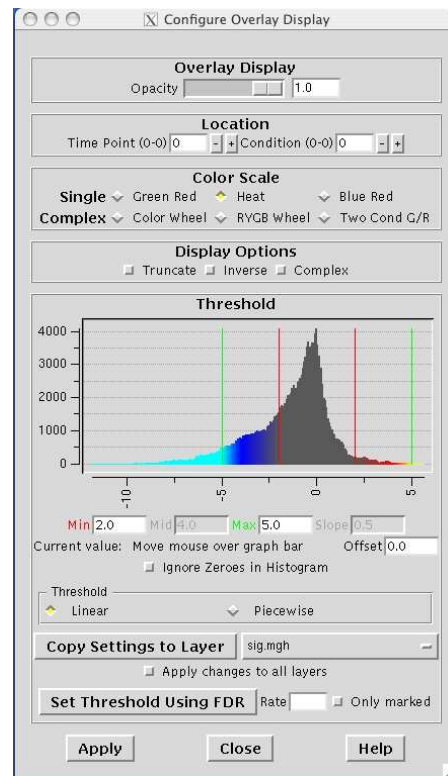 Configure Overlay Display
Overlay Display
Opacity 1.0
Location
Time Point (0-0) 0 - + Condition (0-0) 0 - +
Color Scale
Single Green Red Heat Blue Red
Complex Color Wheel RYGB Wheel Two Cond G/R
Display Options
Truncate Inverse Complex
Threshold
4000
3000
2000
1000
0
-10 -5 0 5
Min 2.0 Mid 4.0 Max 5.0 Slope 0.5
Current value: Move mouse over graph bar Offset 0.0
Ignore Zeroes in Histogram
Threshold
Linear Piecewise
Copy Settings to Layer sig.mgh
Apply changes to all layers
Set Threshold Using FDR Rate Only marked
Apply Close Help